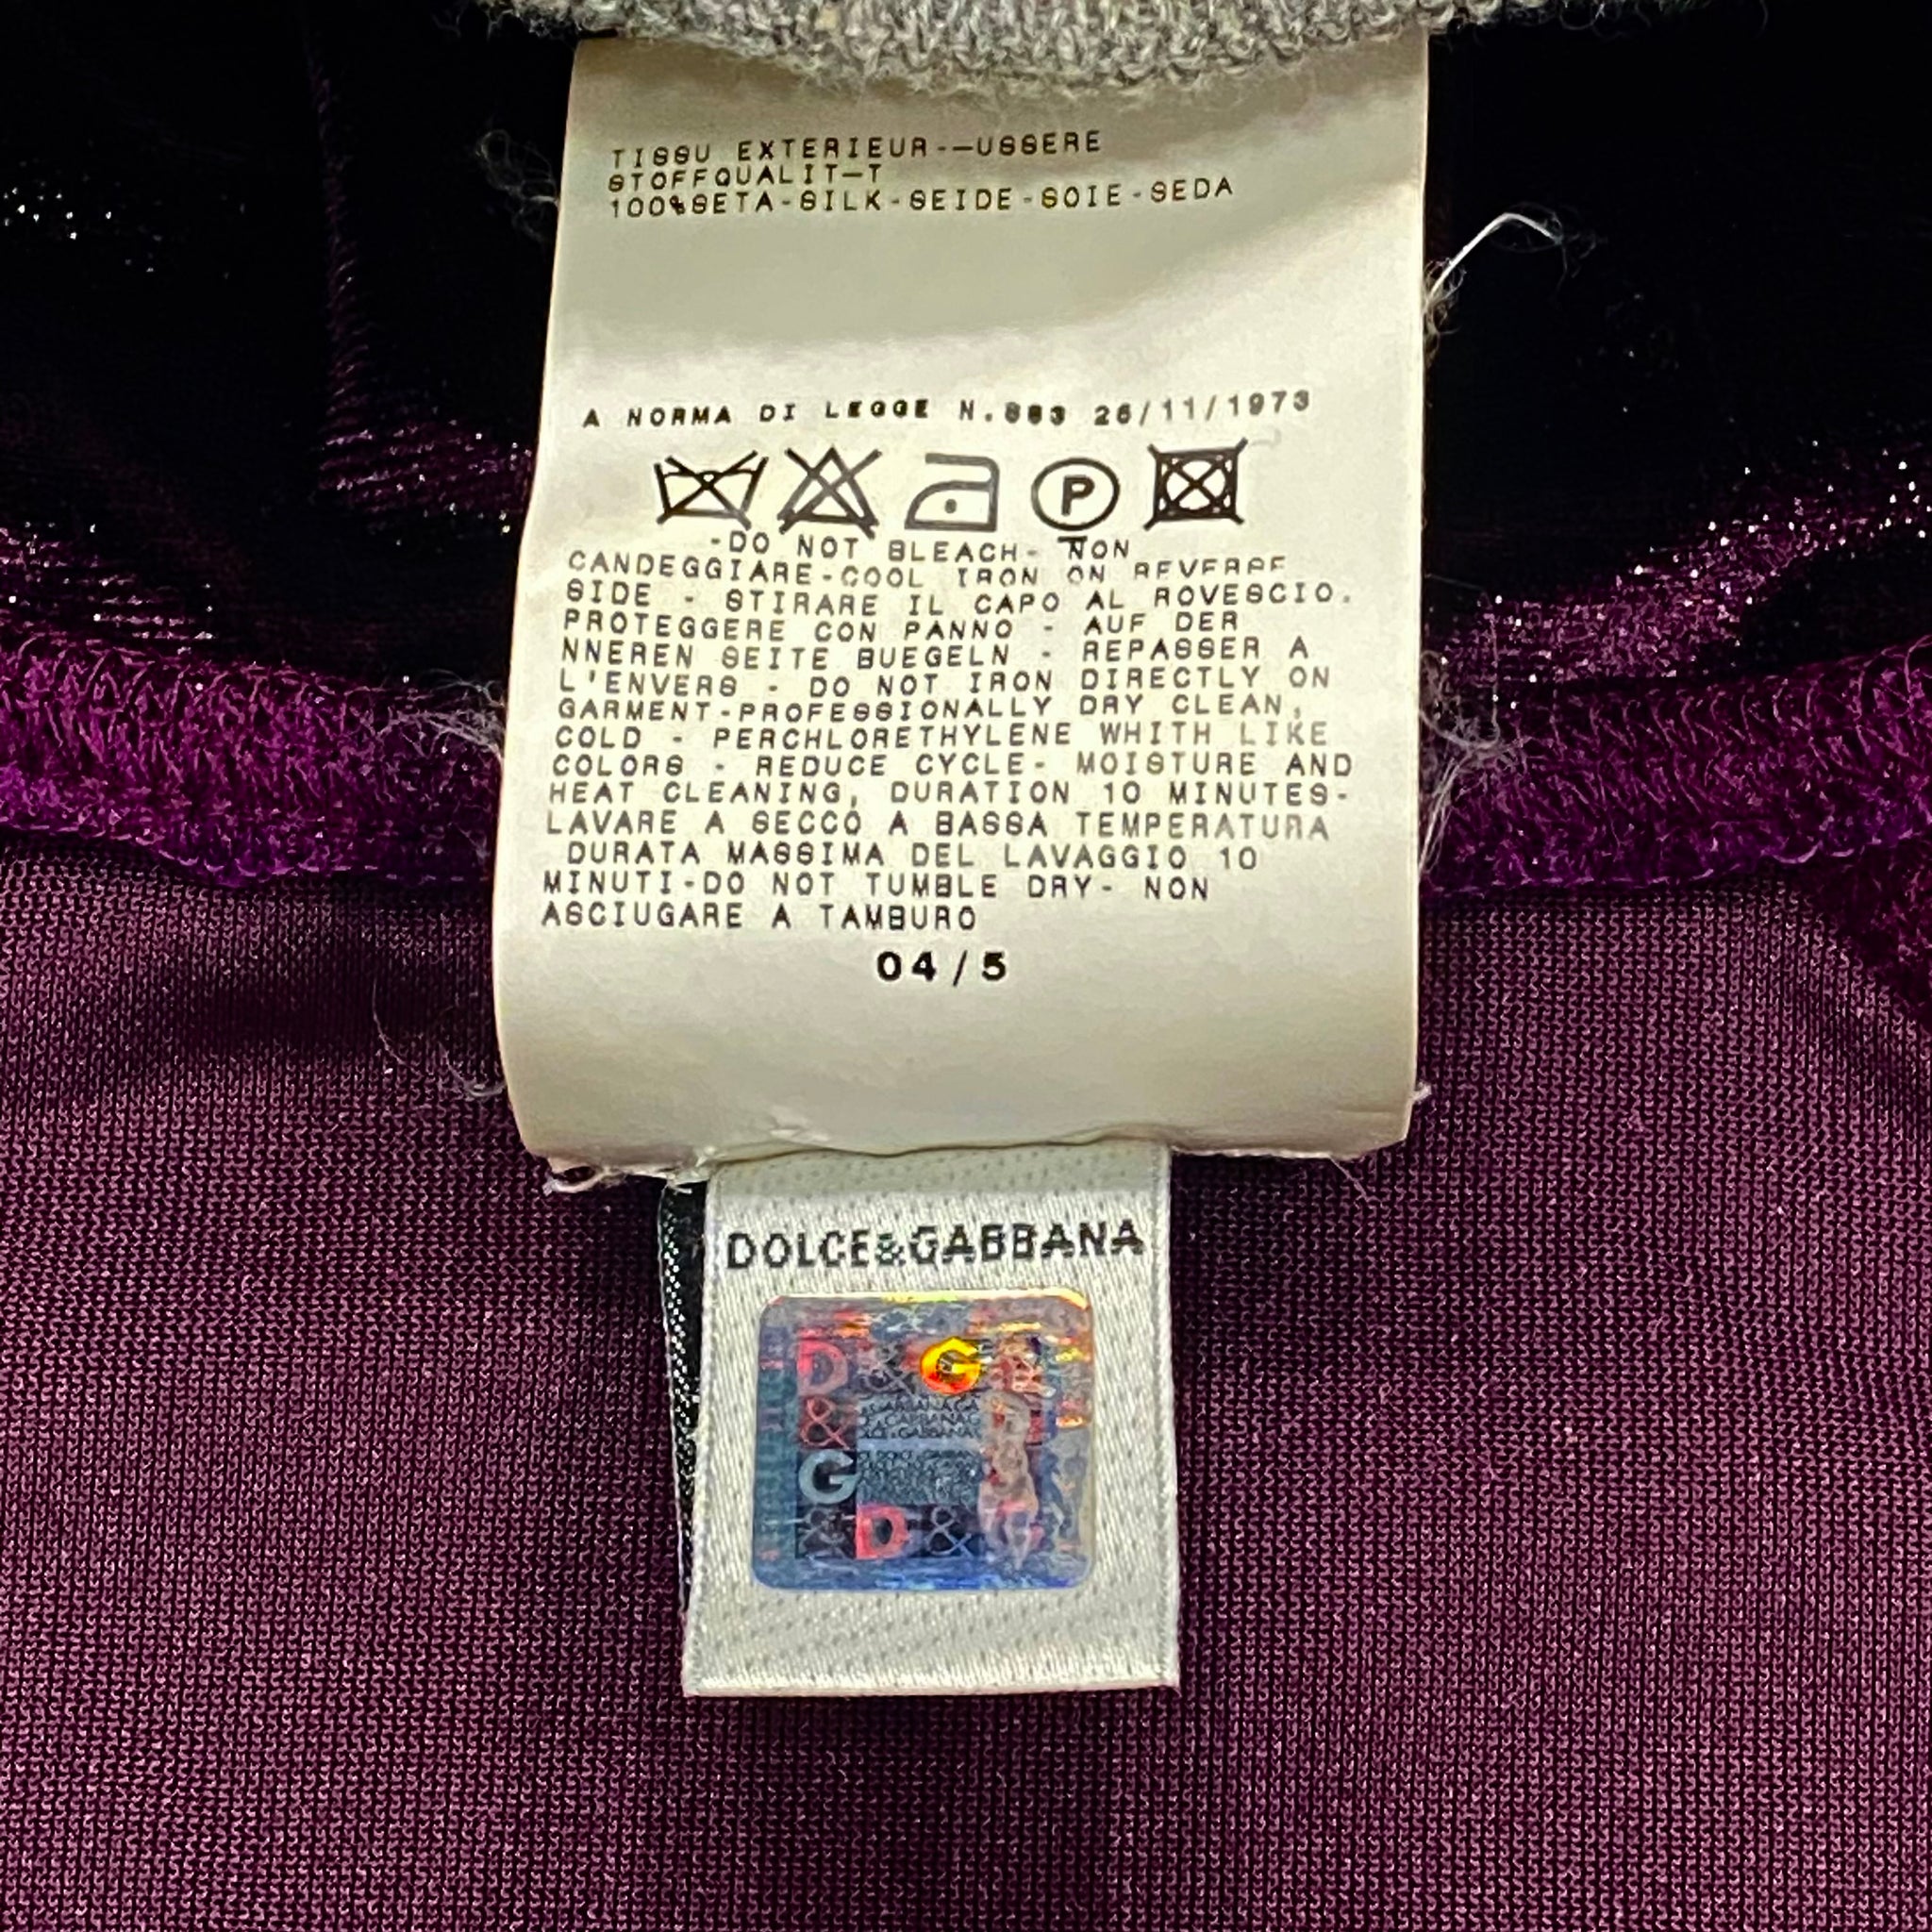 TISSU EXTERIEUR-—USSERE
STOFFQUALIT—T
100%SETA-SILK-SEIDE-SOIE-SEDA
A NORMA DI LEGGE N.883 26/11/1973
P
-DO NOT BLEACH- NON
CANDEGGIARE-COOL IRON ON REVERSE
SIDE - STIRARE IL CAPO AL ROVESCIO.
PROTEGGERE CON PANNO - AUF DER
NNEREN SEITE BUEGELN - REPASSER A
L'ENVERS - DO NOT IRON DIRECTLY ON
GARMENT-PROFESSIONALLY DRY CLEAN,
COLD - PERCHLORETHYLENE WHITH LIKE
COLORS - REDUCE CYCLE- MOISTURE AND
HEAT CLEANING, DURATION 10 MINUTES-
LAVARE A SECCO A BASSA TEMPERATURA
DURATA MASSIMA DEL LAVAGGIO 10
MINUTI-DO NOT TUMBLE DRY- NON
ASCIUGARE A TAMBURO
04/5
DOLCE&GABBANA
D & G
&
G
& D &